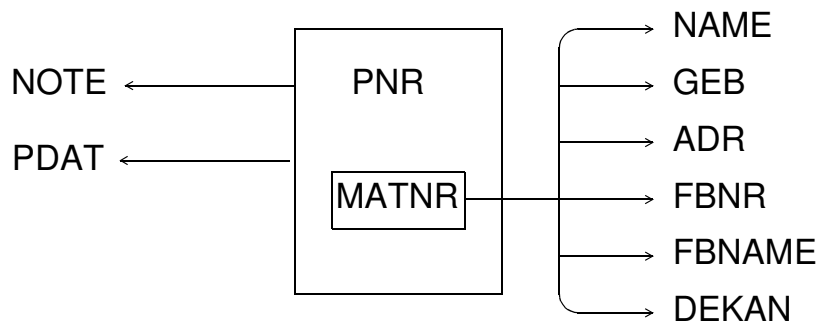 NOTE
PDAT
PNR
MATNR
NAME
GEB
ADR
FBNR
FBNAME
DEKAN